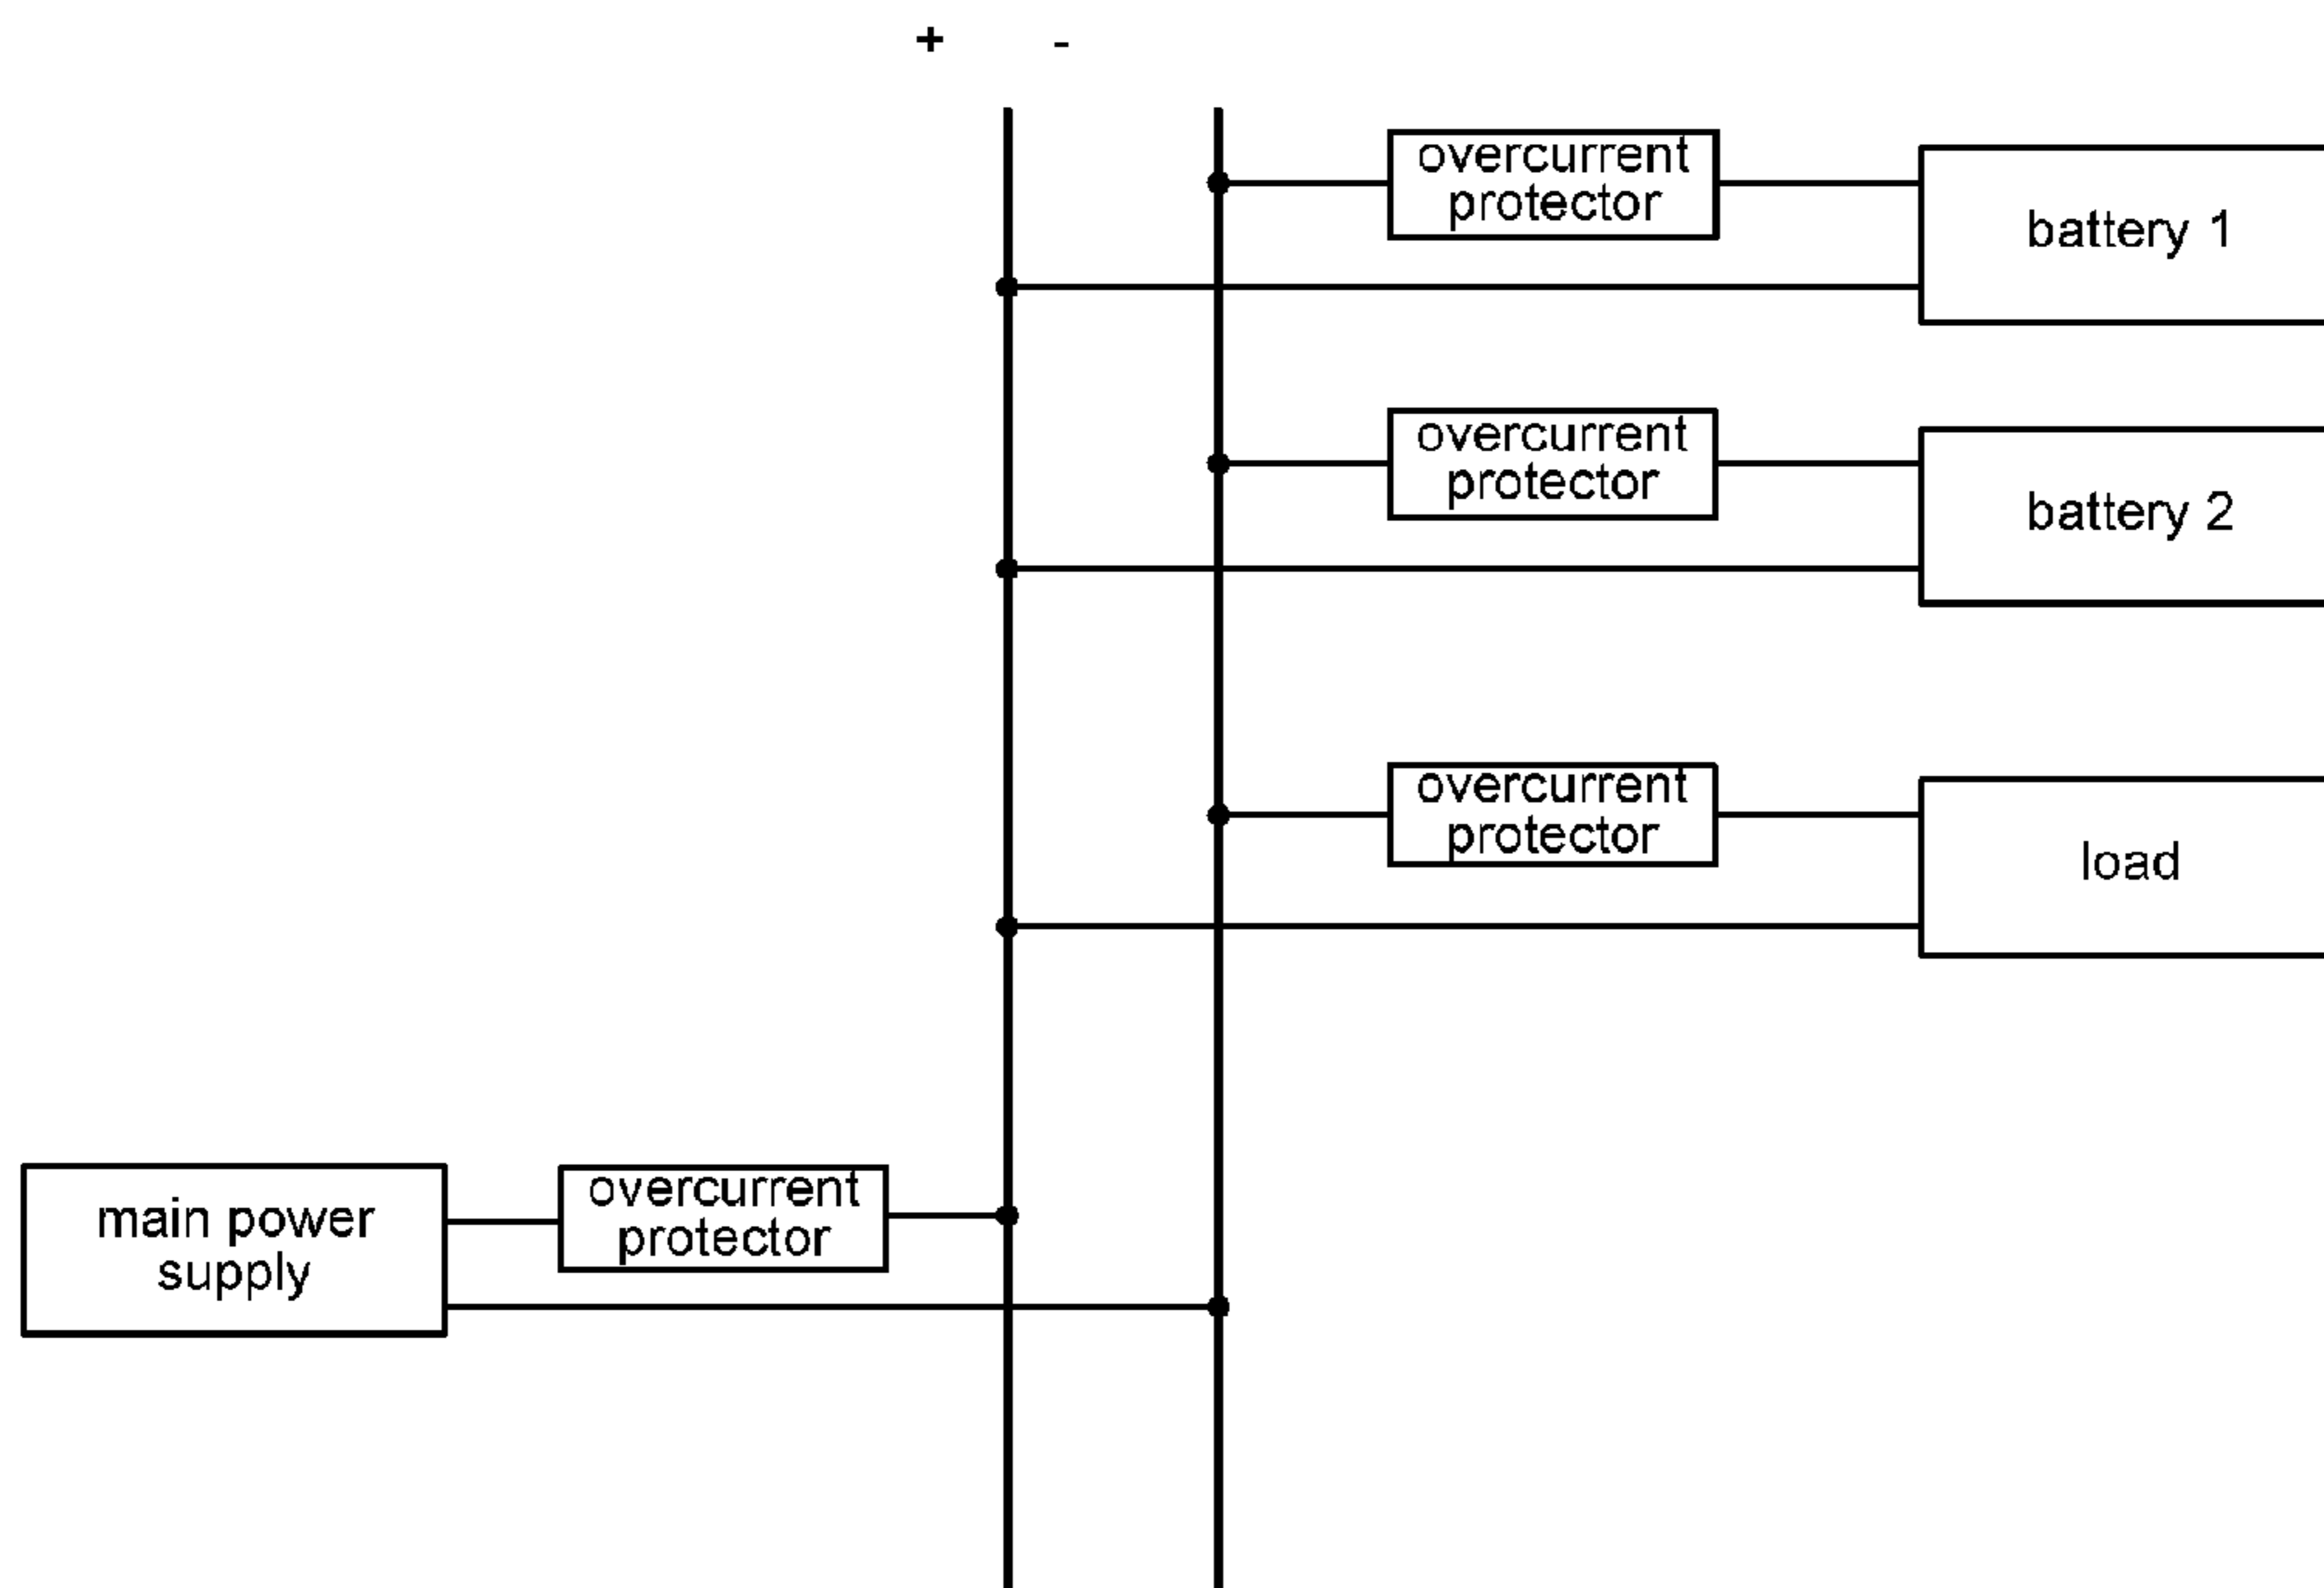 + -
overcurrent
protector
battery 1
overcurrent
protector
battery 2
overcurrent
protector
load
main power
supply
overcurrent
protector